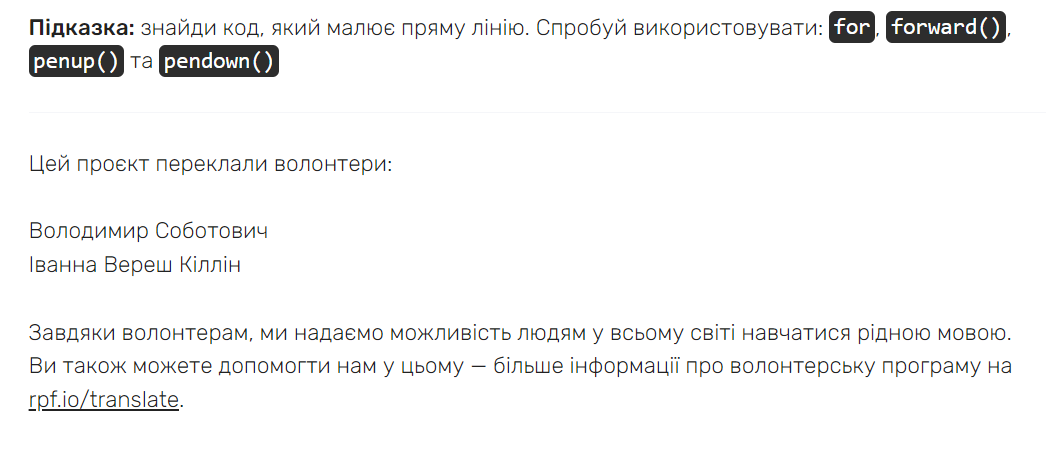 Підказка: знайди код, який малює пряму лінію. Спробуй використовувати: for, forward(),
penup() та pendown()
Цей проєкт переклали волонтери:
Володимир Соботович
Іванна Вереш Кіллін
Завдяки волонтерам, ми надаємо можливість людям у всьому світі навчатися рідною мовою.
Ви також можете допомогти нам у цьому — більше інформації про волонтерську програму на
rpf.io/translate.